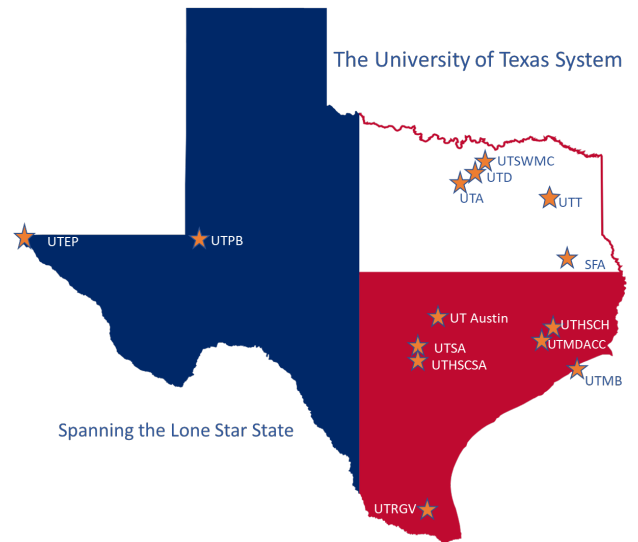 The University of Texas System
UTSWMC
UTD
UTA
UTT
UTEP
UTPB
SFA
UT Austin
UTHSCH
UTMDACC
UTSA
UTHSCSA
UTMB
Spanning the Lone Star State
UTRGV